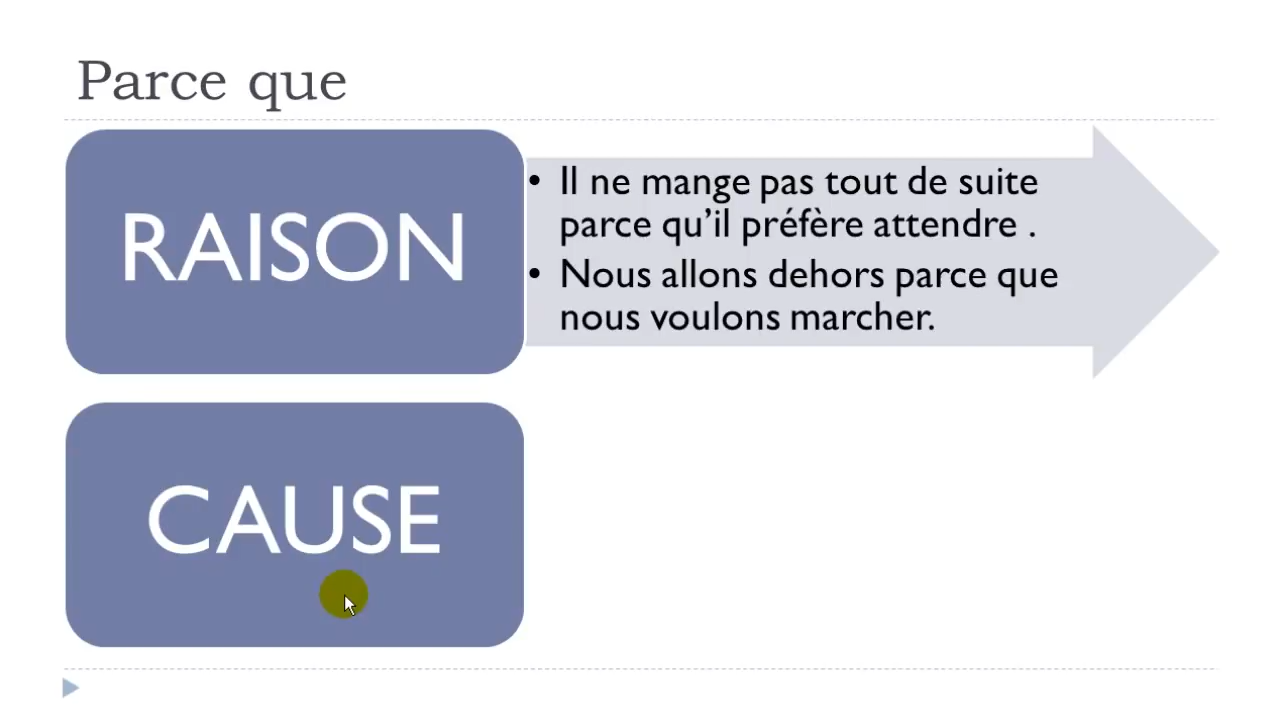 Parce que
RAISON
• Il ne mange pas tout de suite
parce qu’il préfère attendre .
• Nous allons dehors parce que
nous voulons marcher.
CAUSE